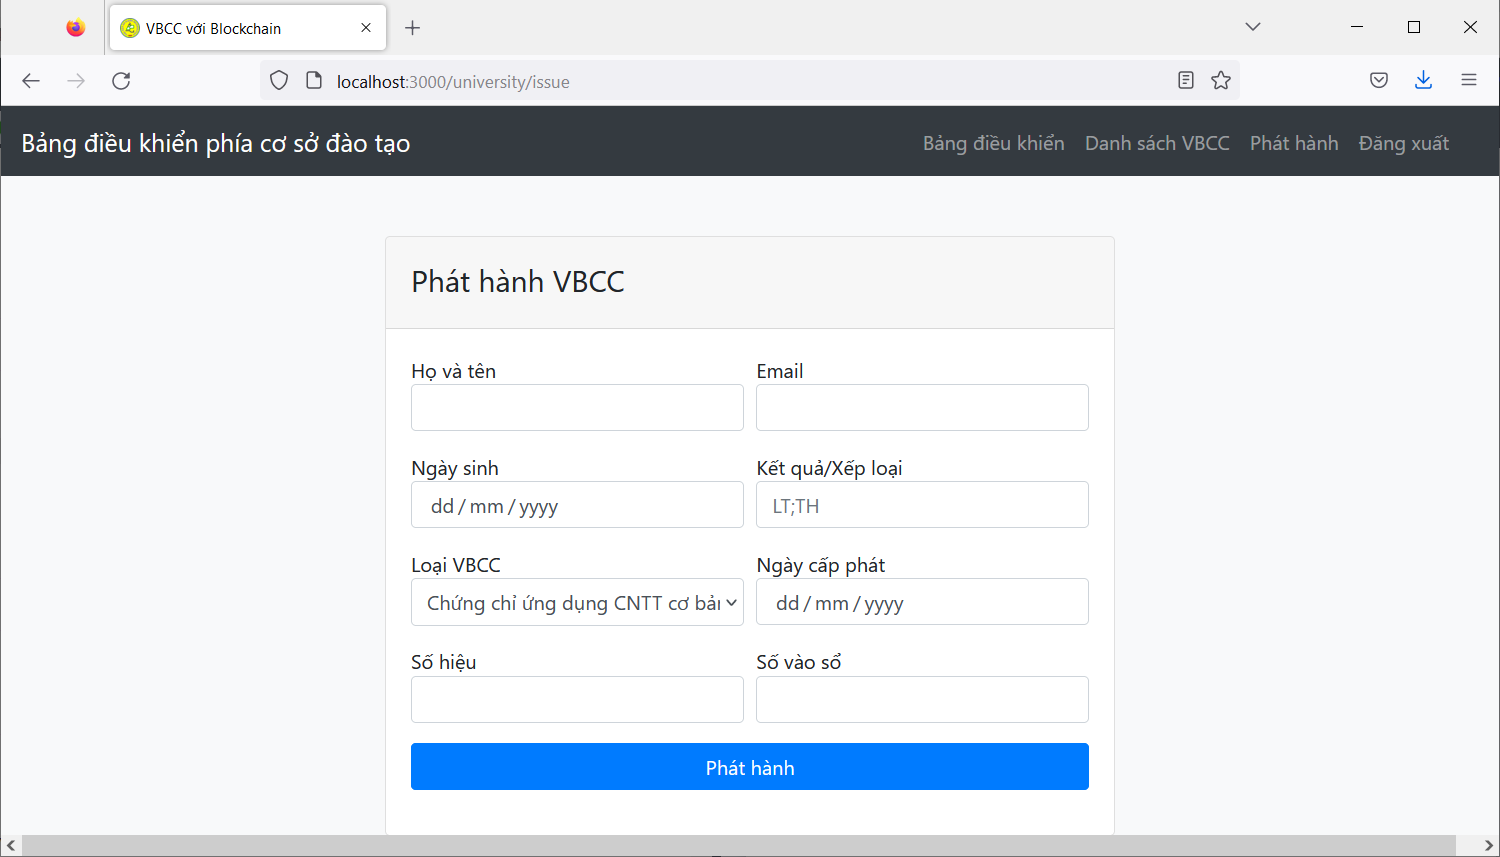 VBCC với Blockchain
localhost:3000/university/issue
Bảng điều khiển phía cơ sở đào tạo
Bảng điều khiển Danh sách VBCC Phát hành Đăng xuất
Phát hành VBCC
Họ và tên Email
Ngày sinh Kết quả/Xếp loại
dd / mm / yyyy LT;TH
Loại VBCC Ngày cấp phát
Chứng chỉ ứng dụng CNTT cơ bản dd / mm / yyyy
Số hiệu Số vào sổ
Phát hành